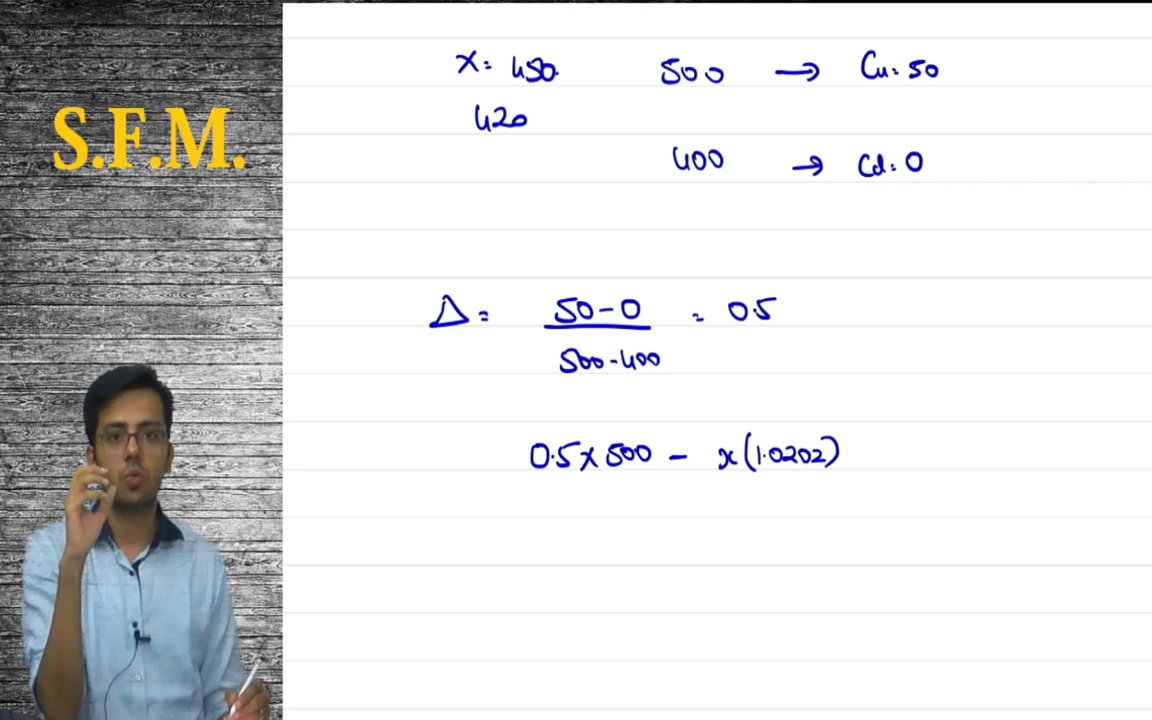 S.F.M.
X = 450 500 → Cu = 50
420
400 → Cd = 0
Δ = 50 - 0 = 0.5
500 - 400
0.5 x 500 - x(1.0202)